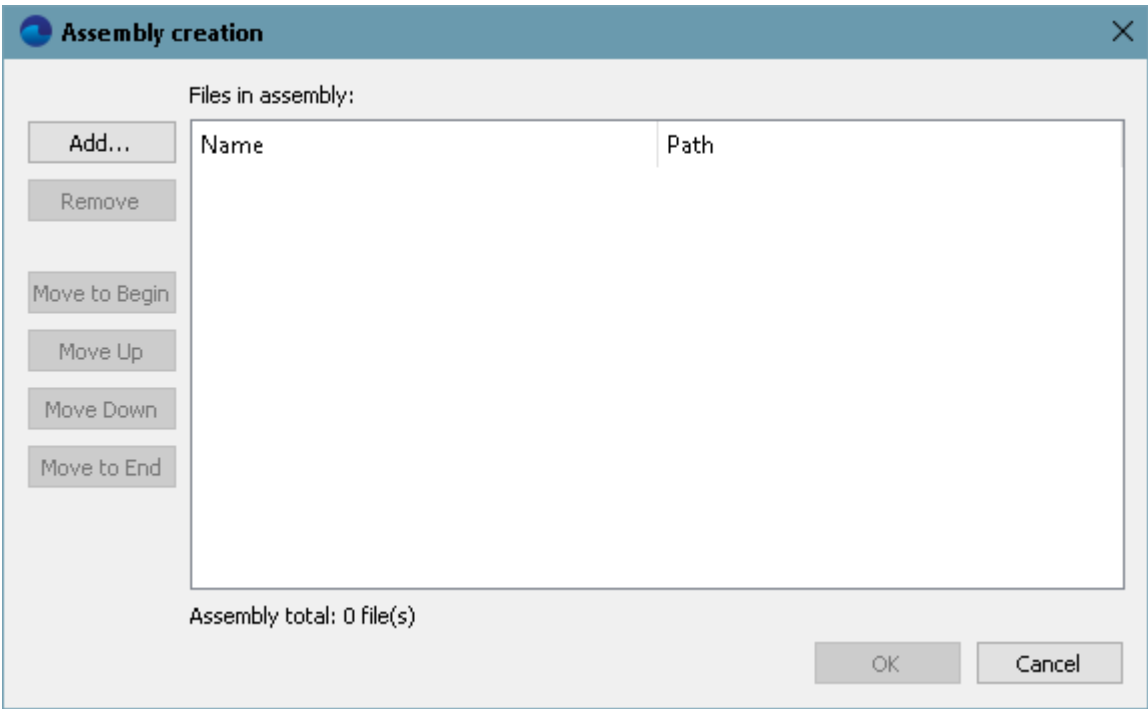 Assembly creation
Files in assembly:
Add...
Name Path
Remove
Move to Begin
Move Up
Move Down
Move to End
Assembly total: 0 file(s)
OK Cancel